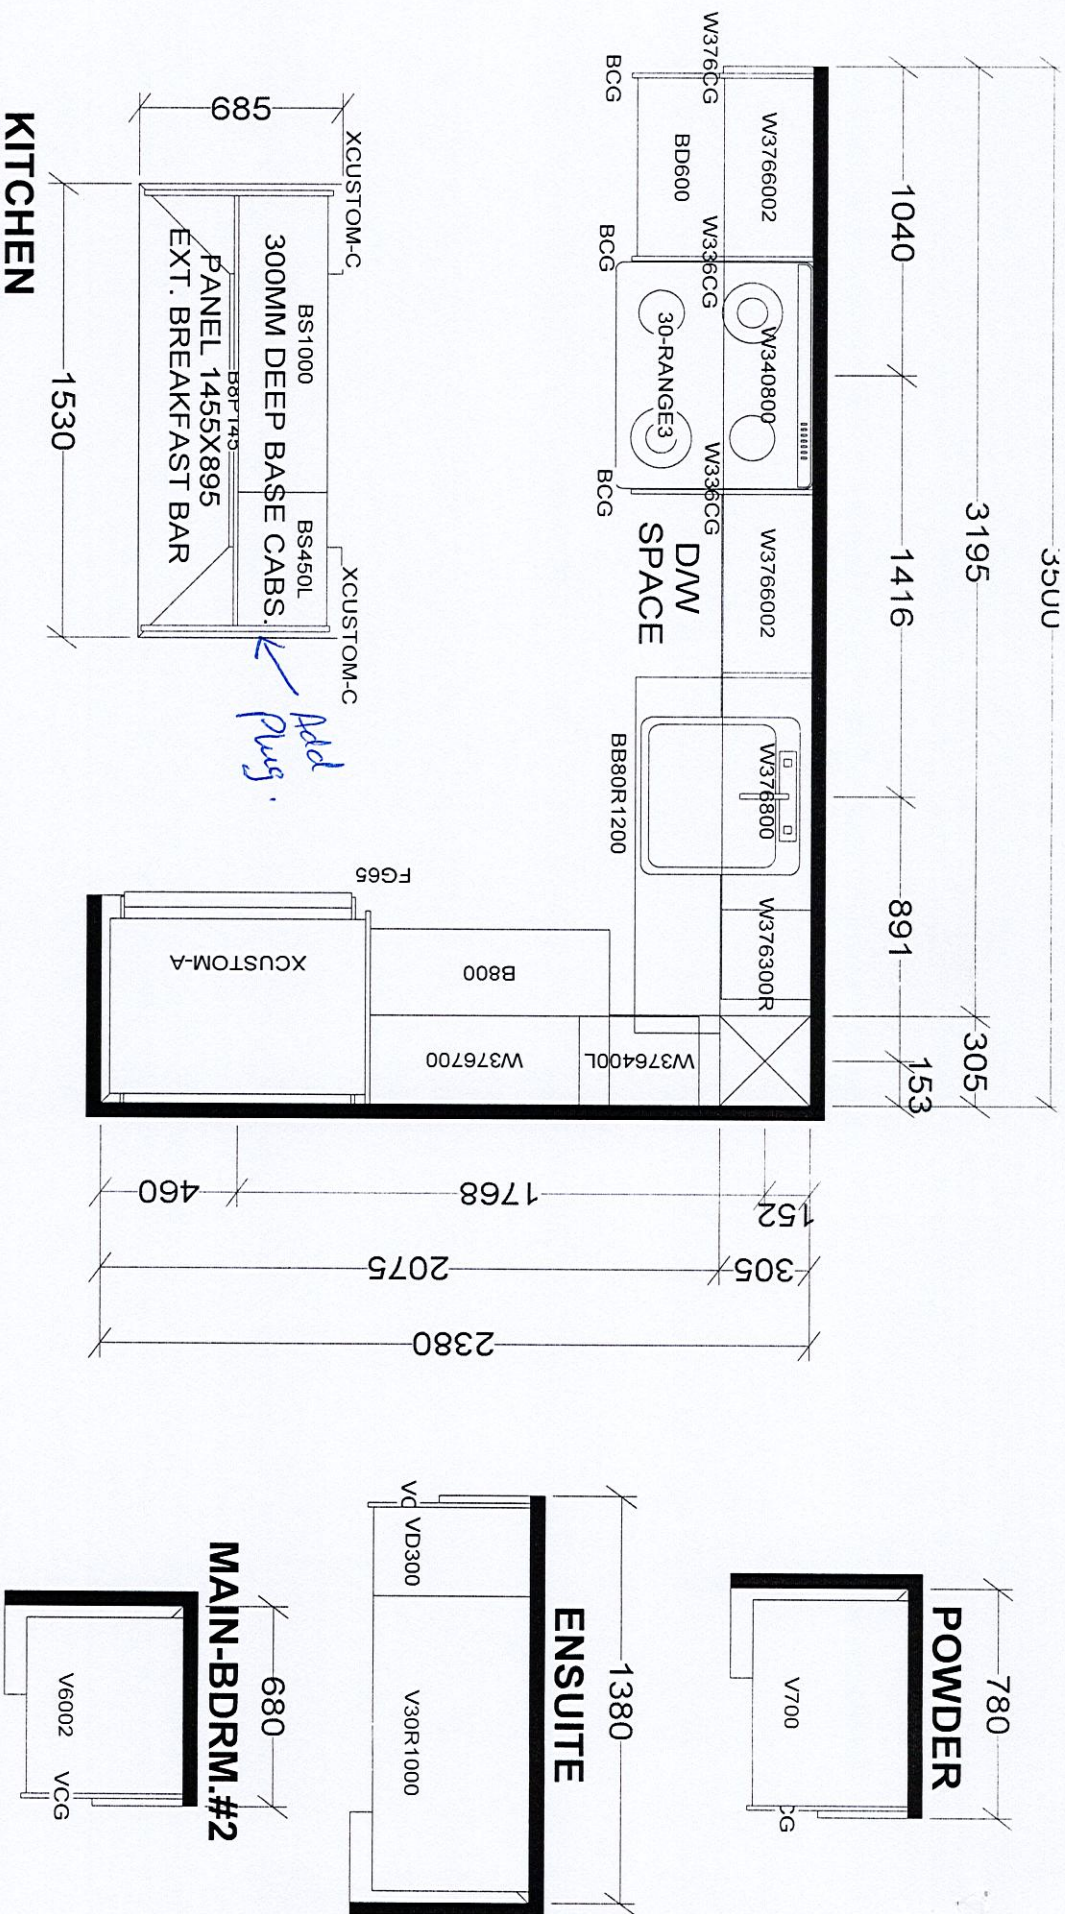 3500
3195
305
1040
1416
891
153
W376CG
W3766002
W336CG
W340800
W336CG
W3766002
W376800
W376300R
BCG
BD600
BCG
30-RANGE3
BCG
D/W
SPACE
BB80R1200
W376400L
W376700
B800
FG65
XCUSTOM-A
152
305
1768
2075
2380
460
685
XCUSTOM-C
XCUSTOM-C
BS1000
BS450L
300MM DEEP BASE CABS.
PANEL 1455X895
EXT. BREAKFAST BAR
Add
Plug.
1530
KITCHEN
780
POWDER
V700
CG
1380
ENSUITE
VD300
V30R1000
680
MAIN-BDRM.#2
V6002
VCG